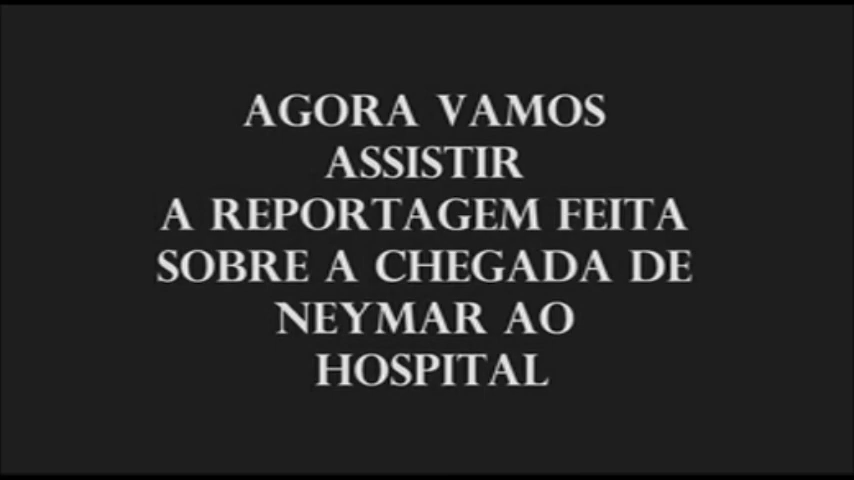 AGORA VAMOS
ASSISTIR
A REPORTAGEM FEITA
SOBRE A CHEGADA DE
NEYMAR AO
HOSPITAL